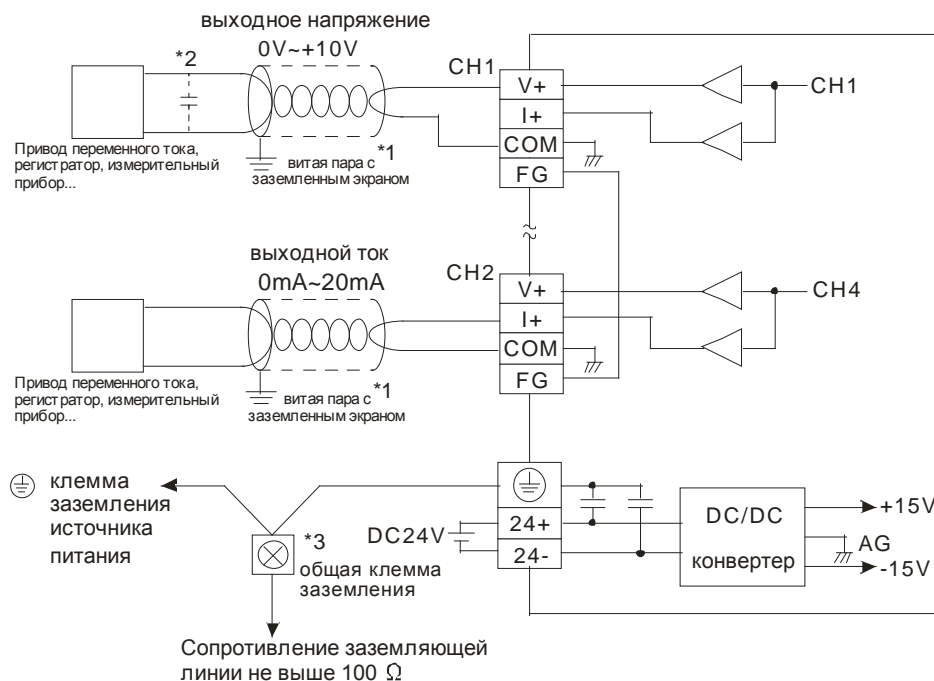 выходное напряжение
0V~+10V
*2
CH1
V+
I+
COM
FG
CH1
Привод переменного тока,
регистратор, измерительный
прибор...
*1
витая пара с
заземленным экраном
выходной ток
0mA~20mA
CH2
V+
I+
COM
FG
CH4
Привод переменного тока,
регистратор, измерительный
прибор...
*1
витая пара с
заземленным экраном
клемма
заземления
источника
питания
*3
общая клемма
заземления
DC24V
24+
24-
DC/DC
конвертер
+15V
AG
-15V
Сопротивление заземляющей
линии не выше 100 Ω